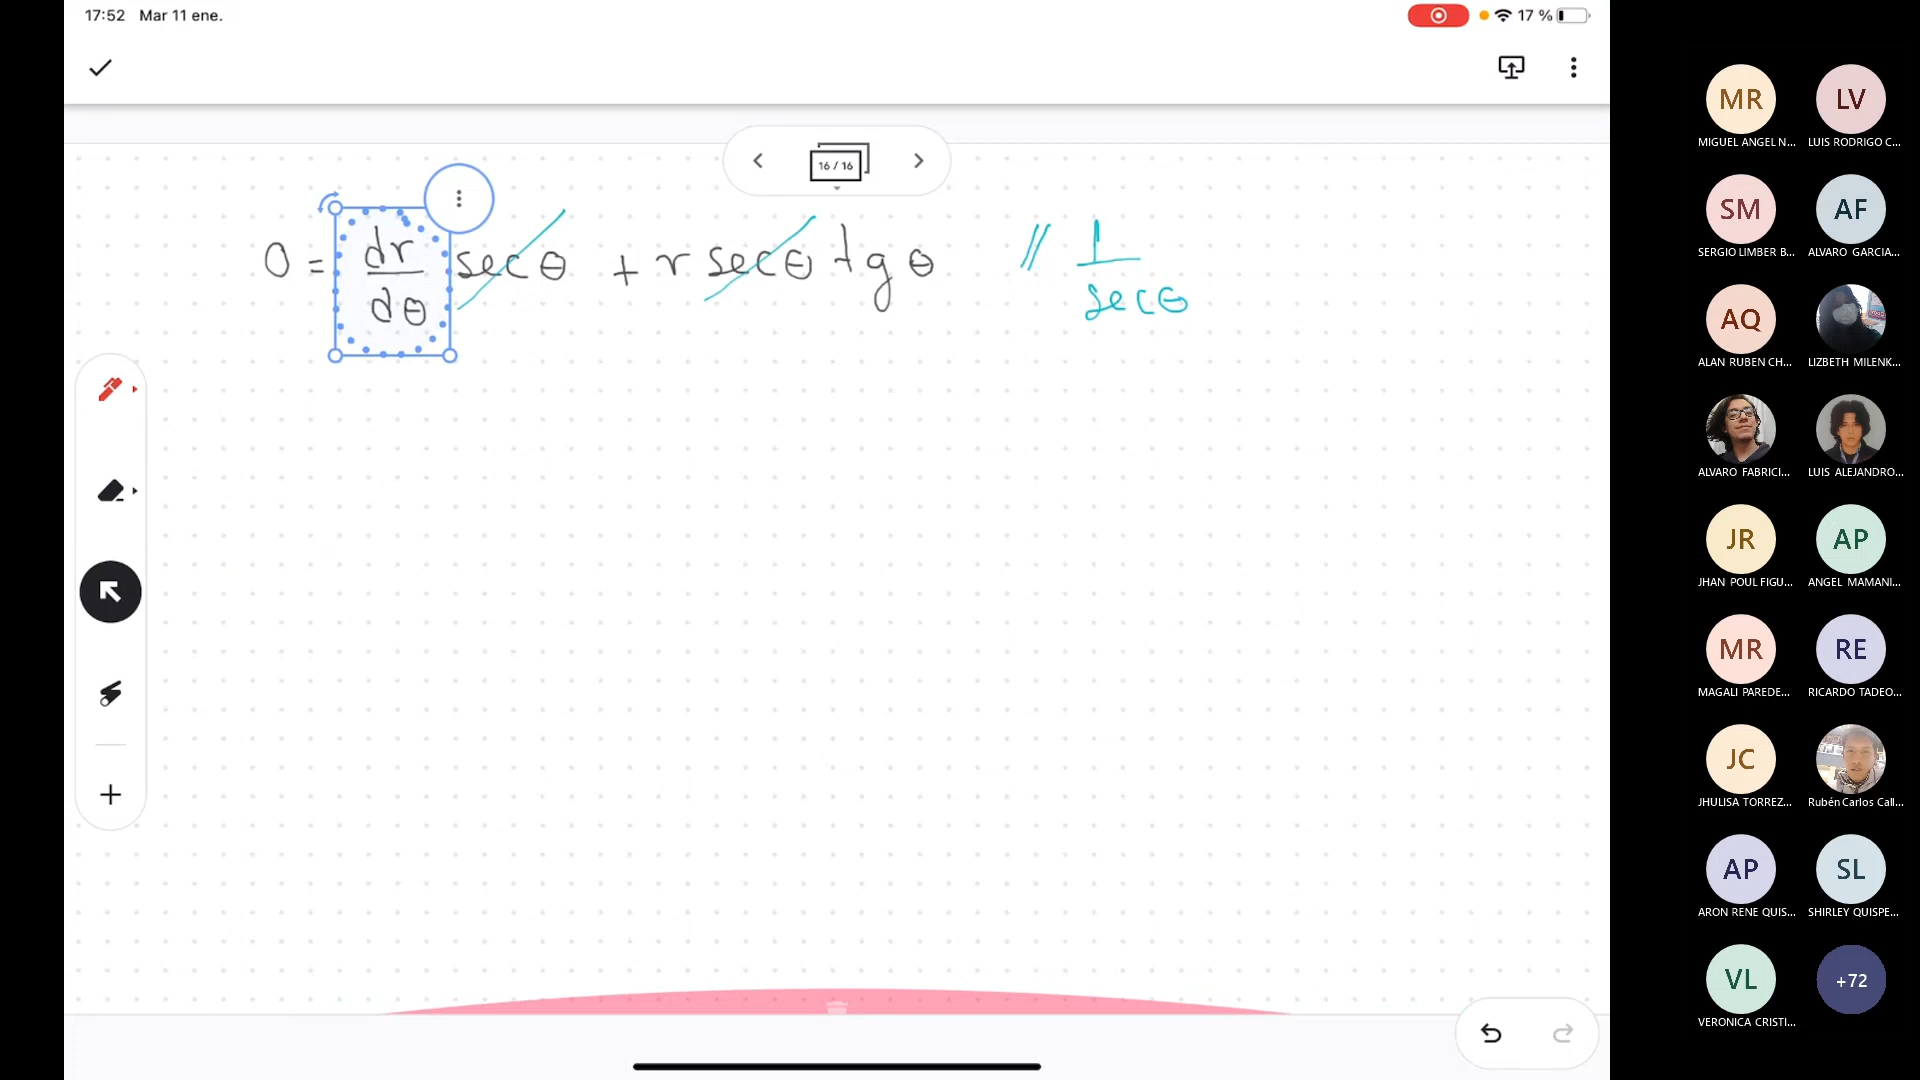 17:52 Mar 11 ene.
17 %
16 / 16
0 = dr/dθ secθ + r secθ tgθ // 1/secθ
MR LV
MIGUEL ANGEL N... LUIS RODRIGO C...
SM AF
SERGIO LIMBER B... ALVARO GARCIA...
AQ
ALAN RUBEN CH... LIZBETH MILENK...
ALVARO FABRICI... LUIS ALEJANDRO...
JR AP
JHAN POUL FIGU... ANGEL MAMANI...
MR RE
MAGALI PAREDE... RICARDO TADEO...
JC
JHULISA TORREZ... Rubén Carlos Call...
AP SL
ARON RENE QUIS... SHIRLEY QUISPE...
VL +72
VERONICA CRISTI...